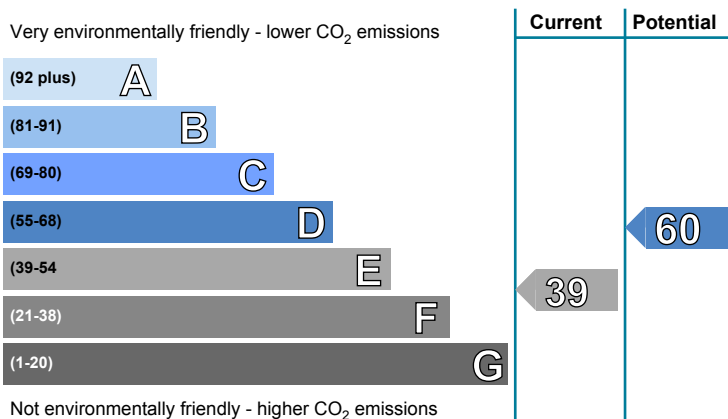 Current Potential
Very environmentally friendly - lower CO2 emissions
(92 plus) A
(81-91) B
(69-80) C
(55-68) D
60
(39-54 E
39
(21-38) F
(1-20) G
Not environmentally friendly - higher CO2 emissions